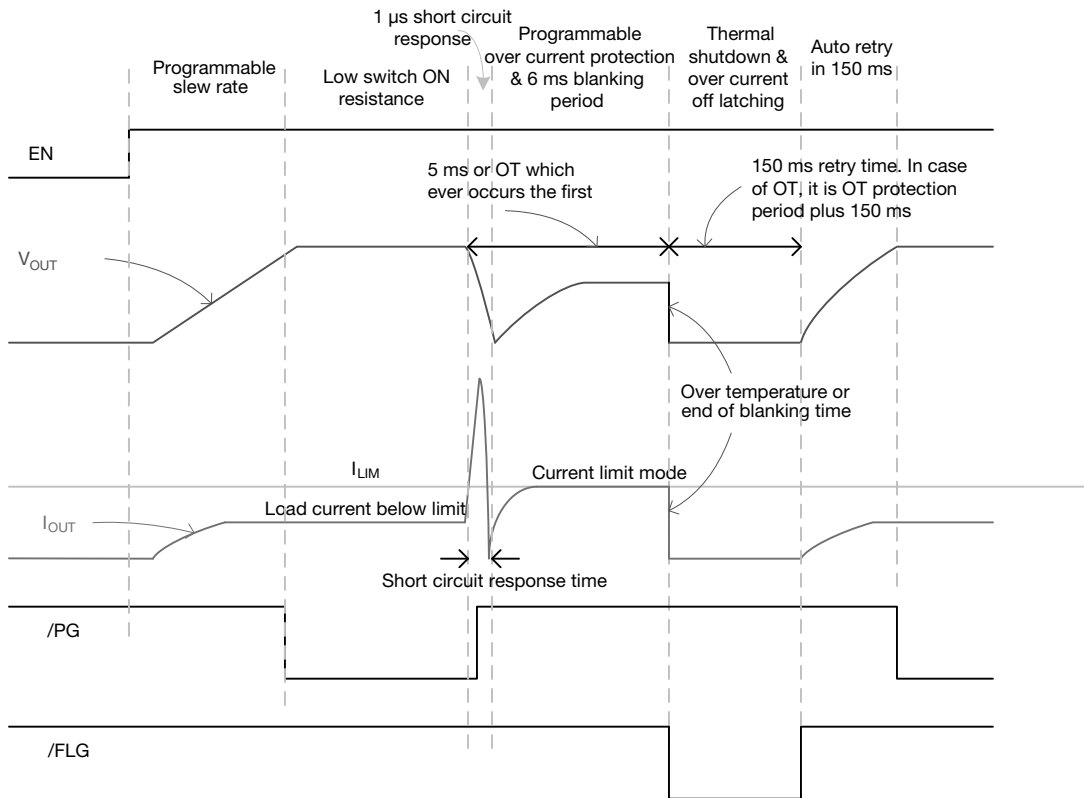 1 µs short circuit
response
Programmable
slew rate
Low switch ON
resistance
Programmable
over current protection
& 6 ms blanking
period
Thermal
shutdown &
over current
off latching
Auto retry
in 150 ms
EN
5 ms or OT which
ever occurs the first
150 ms retry time. In case
of OT, it is OT protection
period plus 150 ms
VOUT
Over temperature or
end of blanking time
ILIM
Current limit mode
Load current below limit
IOUT
Short circuit response time
/PG
/FLG